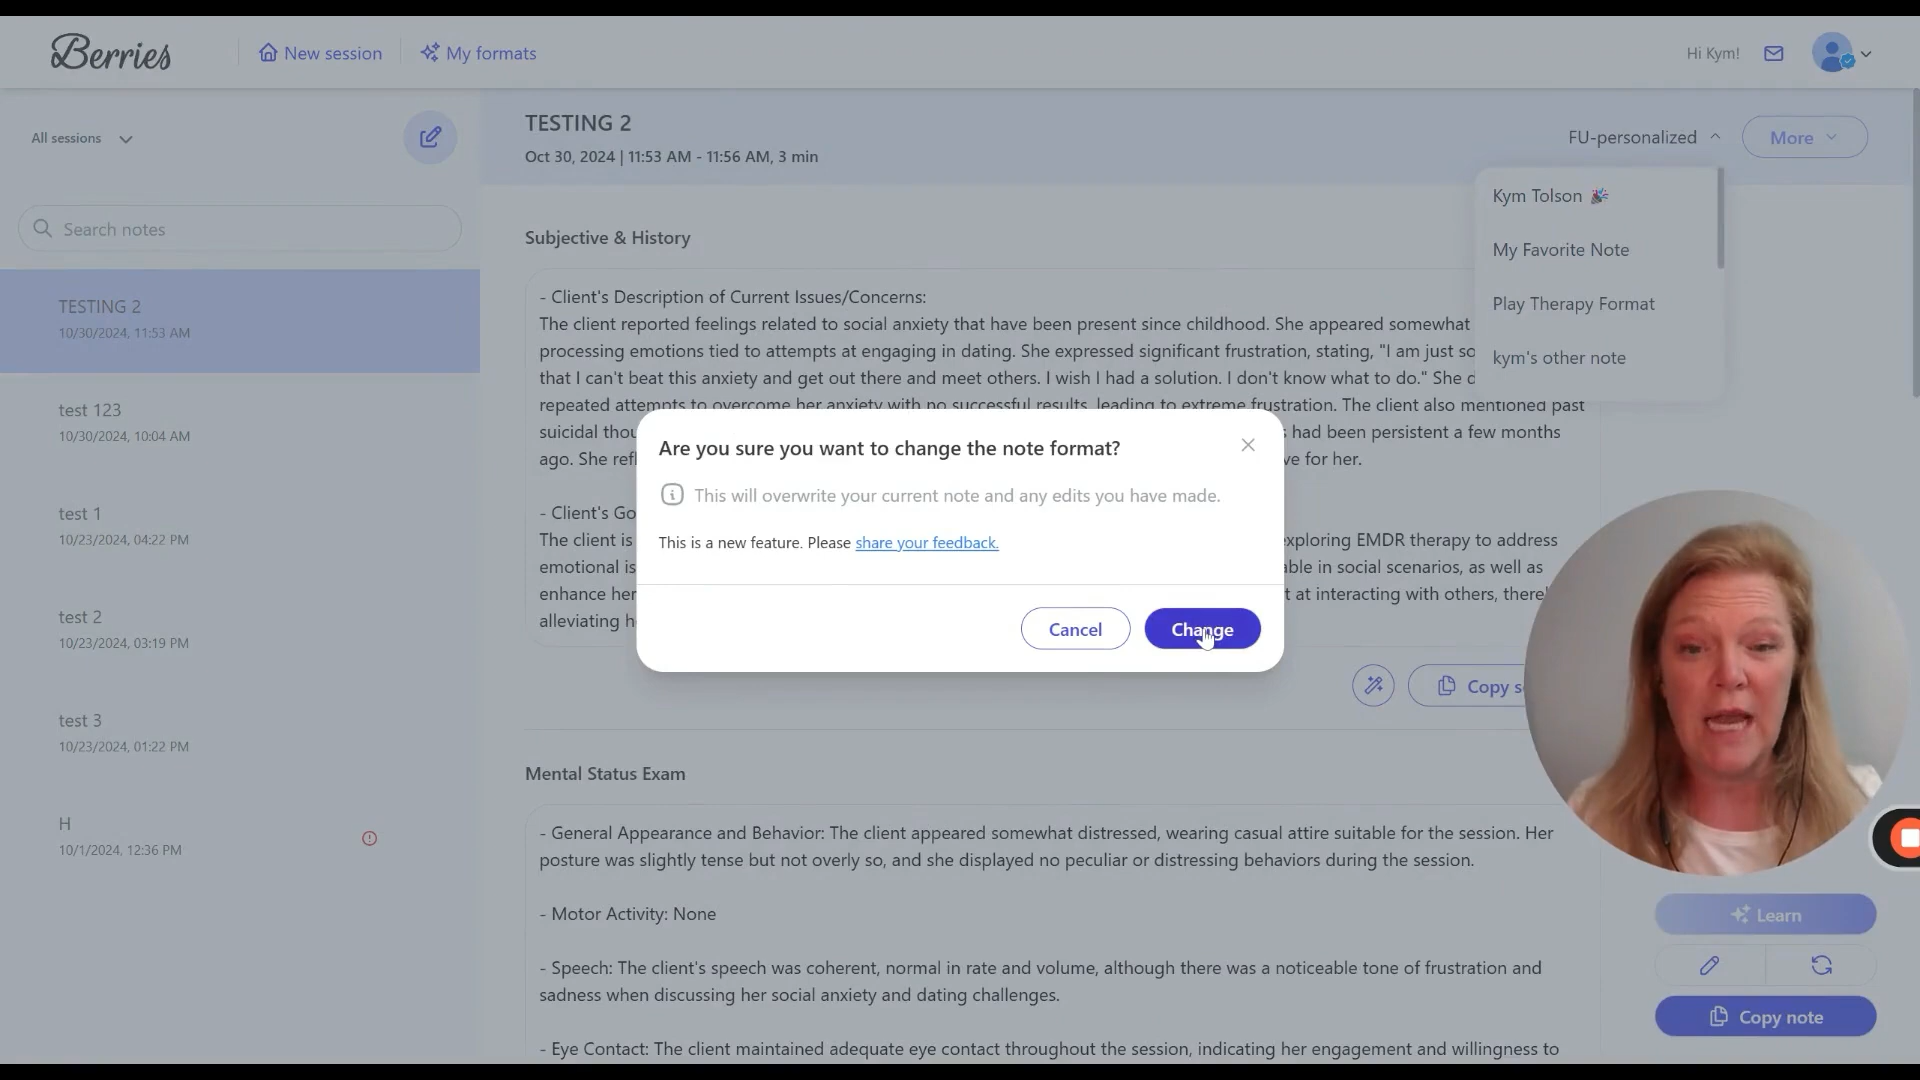 Berries
New session
My formats
Hi Kym!
All sessions
Search notes
TESTING 2
10/30/2024, 11:53 AM
test 123
10/30/2024, 10:04 AM
test 1
10/23/2024, 04:22 PM
test 2
10/23/2024, 03:19 PM
test 3
10/23/2024, 01:22 PM
H
10/1/2024, 12:36 PM
TESTING 2
Oct 30, 2024 | 11:53 AM - 11:56 AM, 3 min
FU-personalized
More
Kym Tolson 🎉
My Favorite Note
Play Therapy Format
kym's other note
Subjective & History
- Client's Description of Current Issues/Concerns:
The client reported feelings related to social anxiety that have been present since childhood. She appeared somewhat
processing emotions tied to attempts at engaging in dating. She expressed significant frustration, stating, "I am just so
that I can't beat this anxiety and get out there and meet others. I wish I had a solution. I don't know what to do." She
repeated attempts to overcome her anxiety with no successful results, leading to extreme frustration. The client also mentioned past
suicidal had been persistent a few months
ago. She for her.
- Client's
The client is exploring EMDR therapy to address
emotional in social scenarios, as well as
enhance her at interacting with others,
alleviating
Are you sure you want to change the note format?
This will overwrite your current note and any edits you have made.
This is a new feature. Please share your feedback.
Cancel
Change
Copy
Mental Status Exam
- General Appearance and Behavior: The client appeared somewhat distressed, wearing casual attire suitable for the session. Her
posture was slightly tense but not overly so, and she displayed no peculiar or distressing behaviors during the session.
- Motor Activity: None
- Speech: The client's speech was coherent, normal in rate and volume, although there was a noticeable tone of frustration and
sadness when discussing her social anxiety and dating challenges.
- Eye Contact: The client maintained adequate eye contact throughout the session, indicating her engagement and willingness to
Learn
Copy note